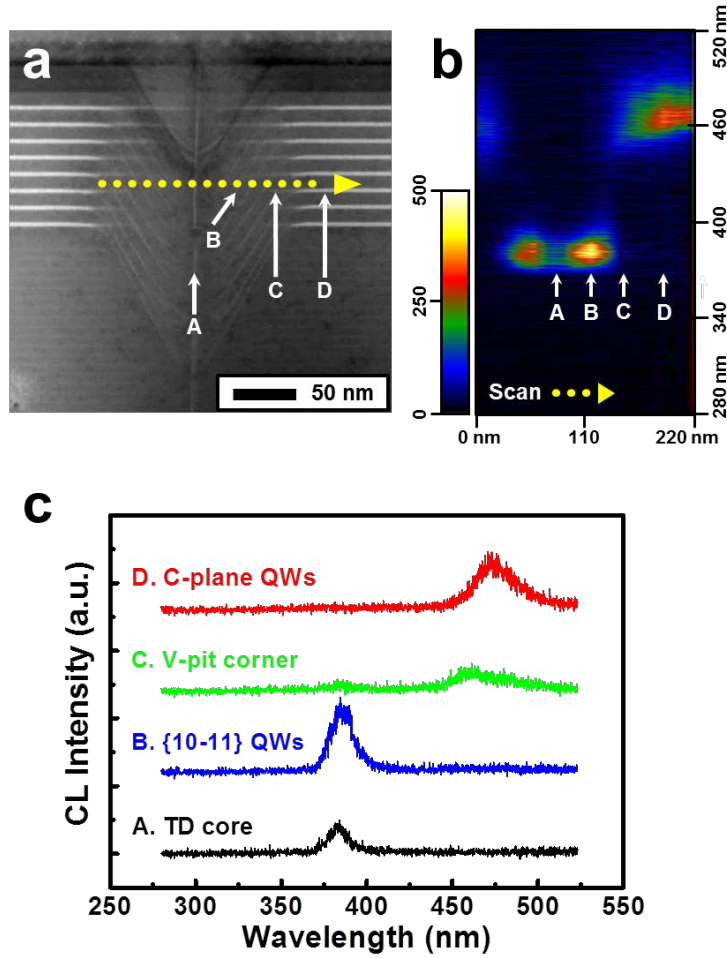 a
A
B
C
D
50 nm
b
520 nm
460
400
340
280 nm
500
250
0
A
B
C
D
Scan
0 nm
110
220 nm
c
CL Intensity (a.u.)
D. C-plane QWs
C. V-pit corner
B. {10-11} QWs
A. TD core
250 300 350 400 450 500 550
Wavelength (nm)